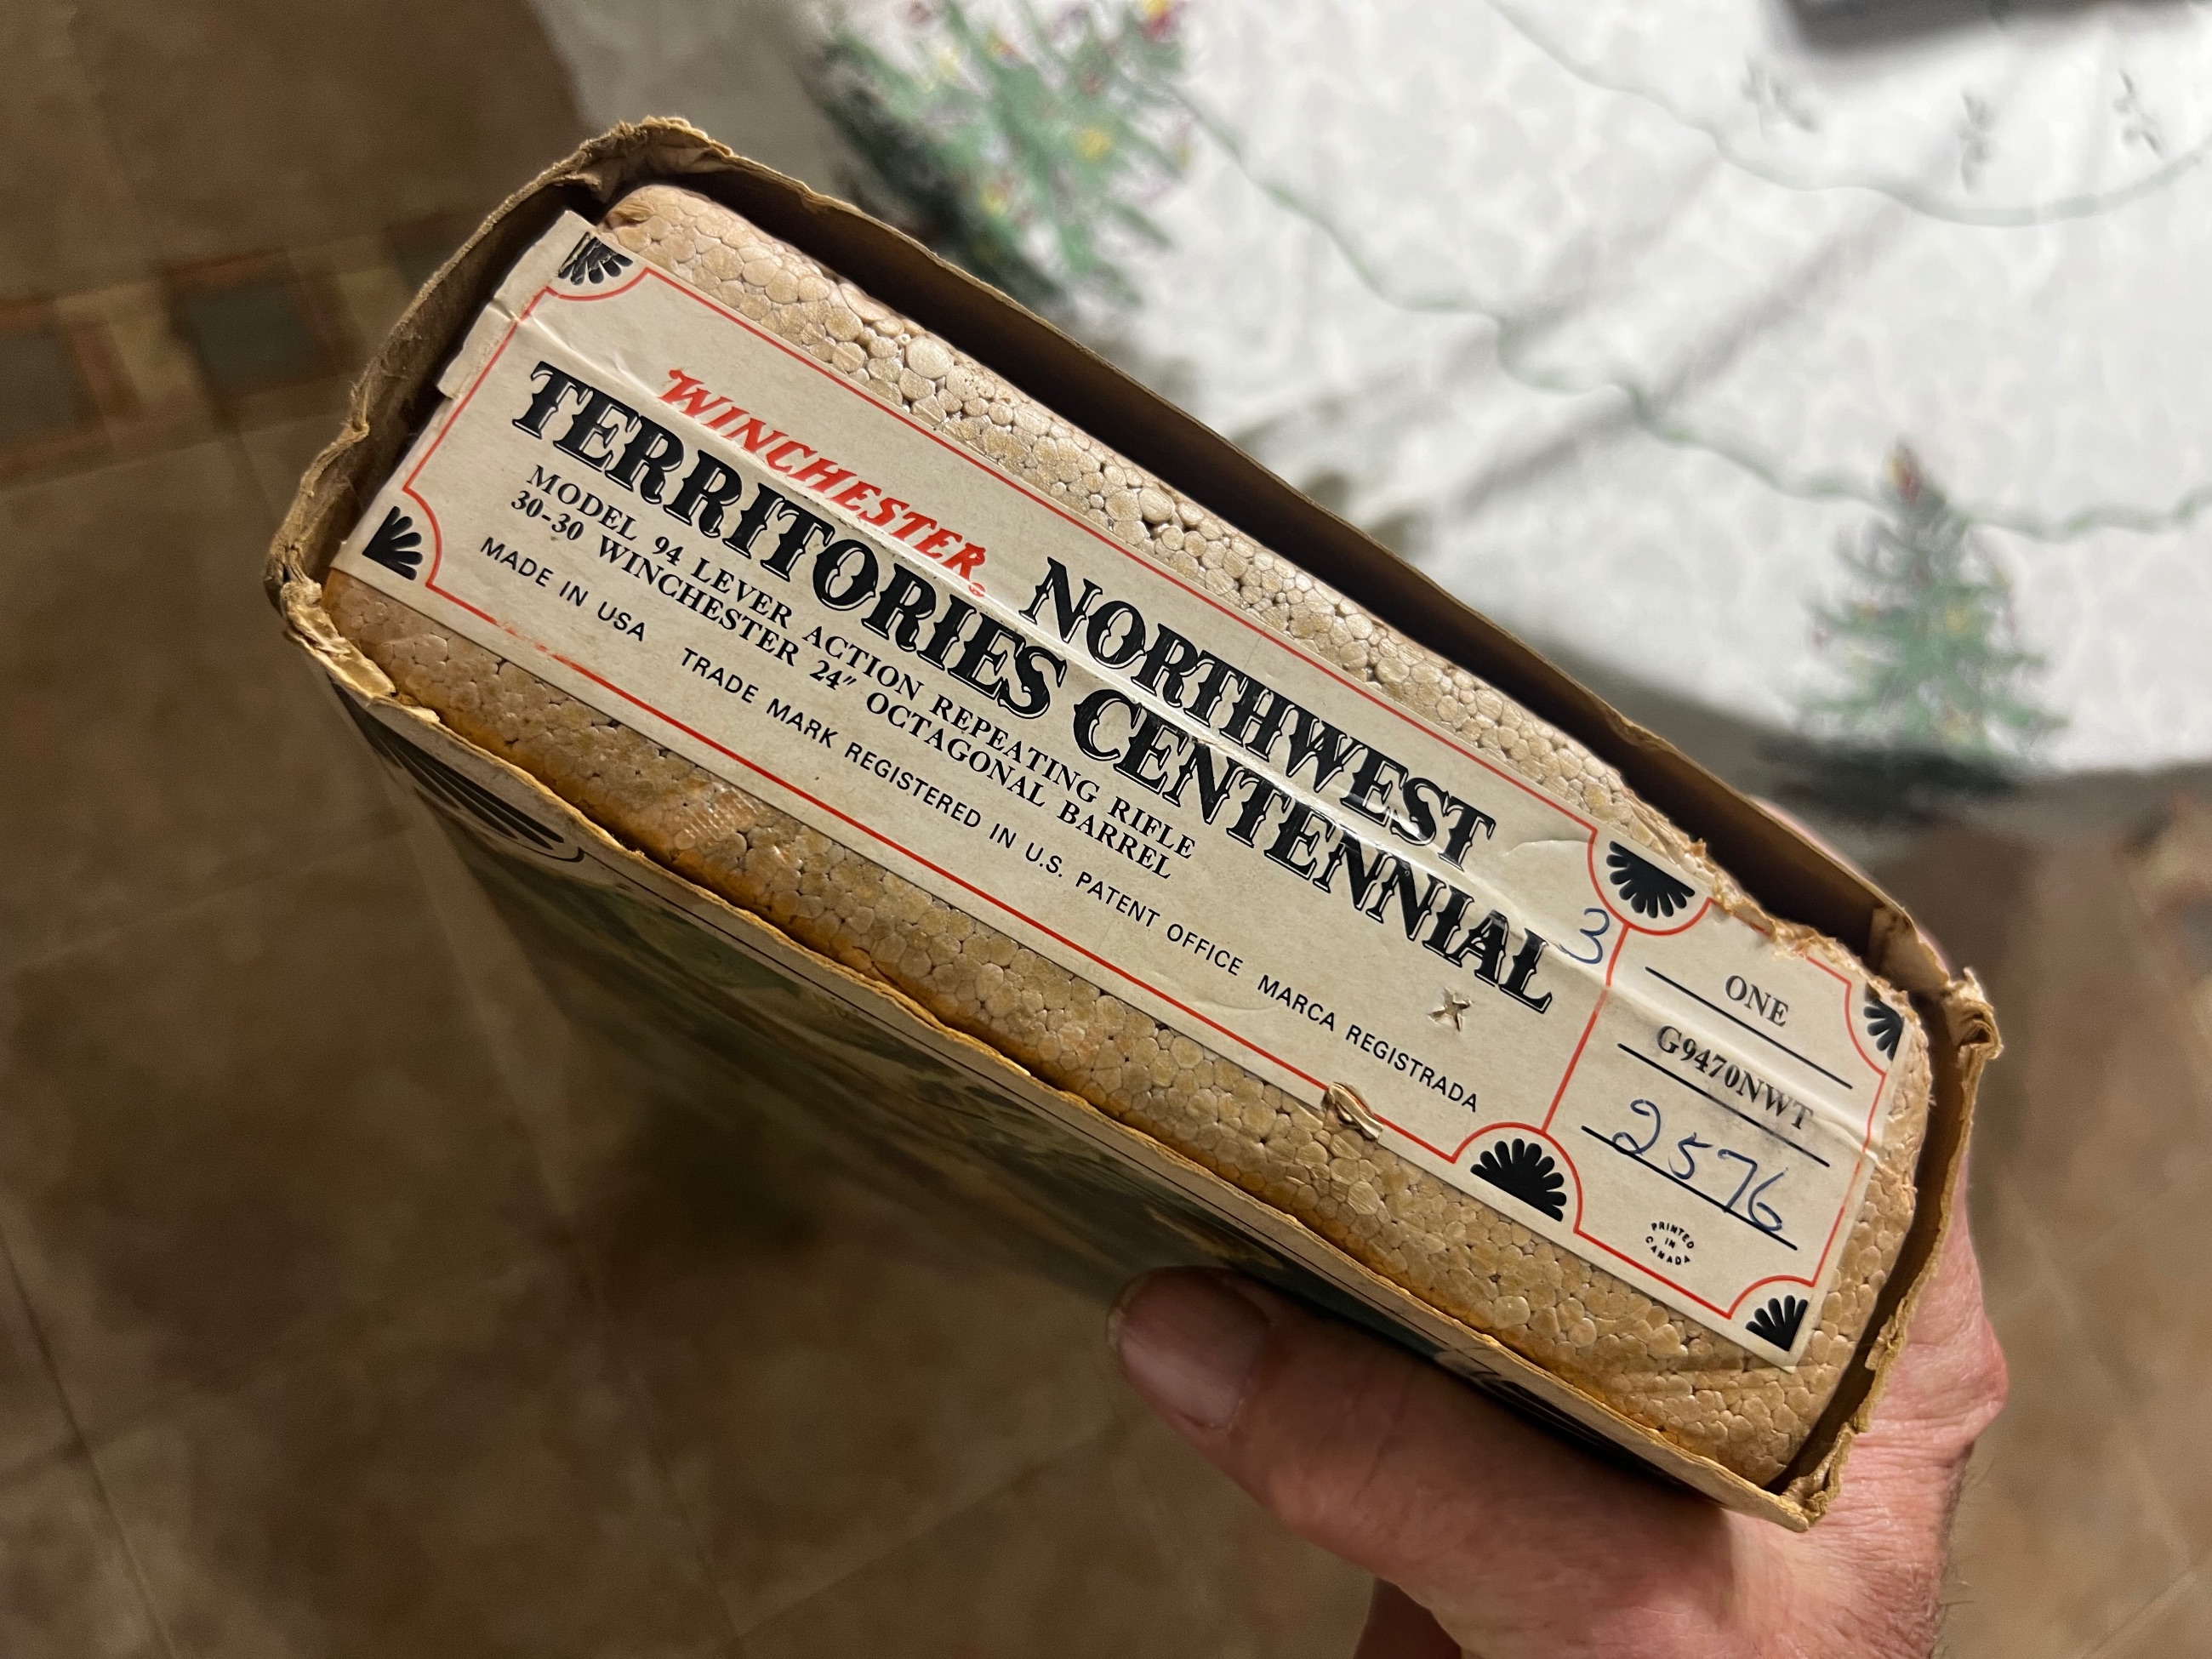 WINCHESTER® NORTHWEST
TERRITORIES CENTENNIAL
MODEL 94 LEVER ACTION REPEATING RIFLE
30-30 WINCHESTER 24" OCTAGONAL BARREL
MADE IN USA TRADE MARK REGISTERED IN U.S. PATENT OFFICE MARCA REGISTRADA
3
X
ONE
G9470NWT
2576
PRINTED
IN
CANADA